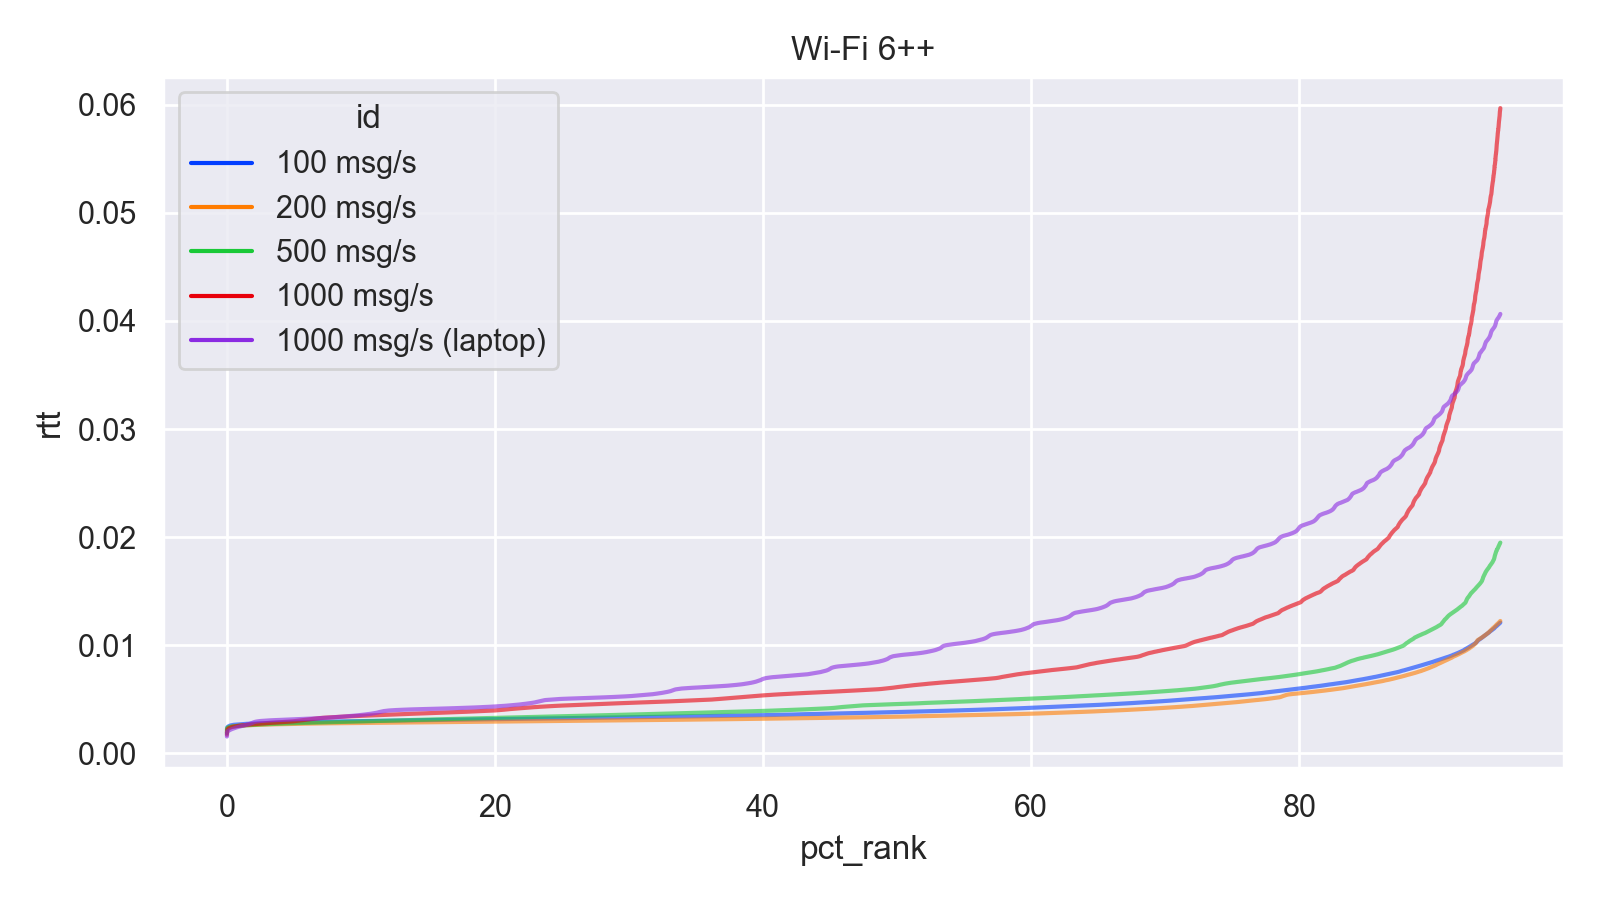 Wi-Fi 6++
id
100 msg/s
200 msg/s
500 msg/s
1000 msg/s
1000 msg/s (laptop)
0.06
0.05
0.04
0.03
0.02
0.01
0.00
rtt
0 20 40 60 80
pct_rank